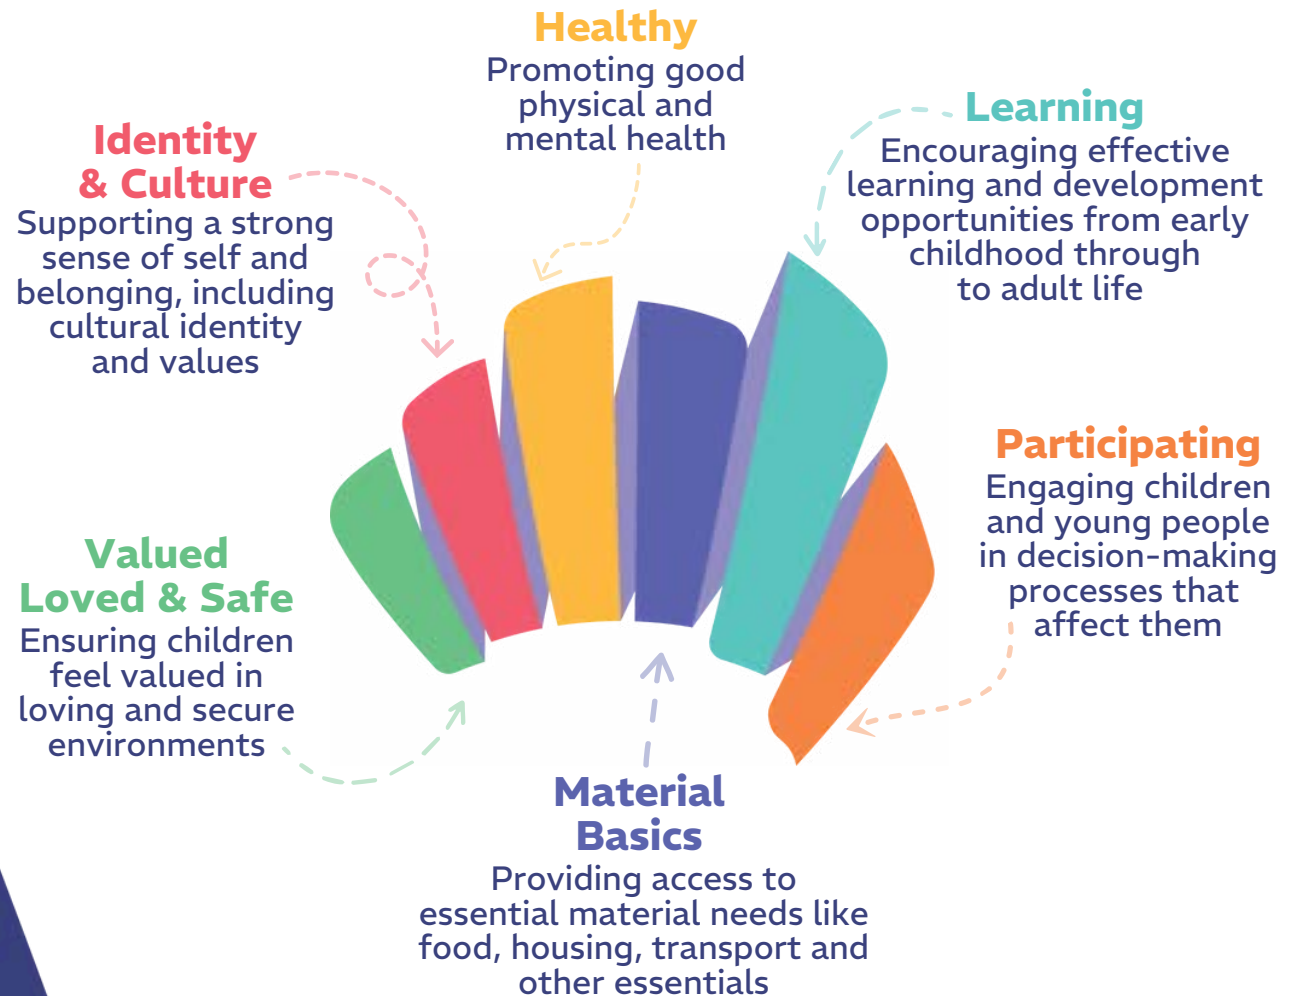 Healthy
Promoting good
physical and
mental health
Learning
Encouraging effective
learning and development
opportunities from early
childhood through
to adult life
Identity
& Culture
Supporting a strong
sense of self and
belonging, including
cultural identity
and values
Participating
Engaging children
and young people
in decision-making
processes that
affect them
Valued
Loved & Safe
Ensuring children
feel valued in
loving and secure
environments
Material
Basics
Providing access to
essential material needs like
food, housing, transport and
other essentials